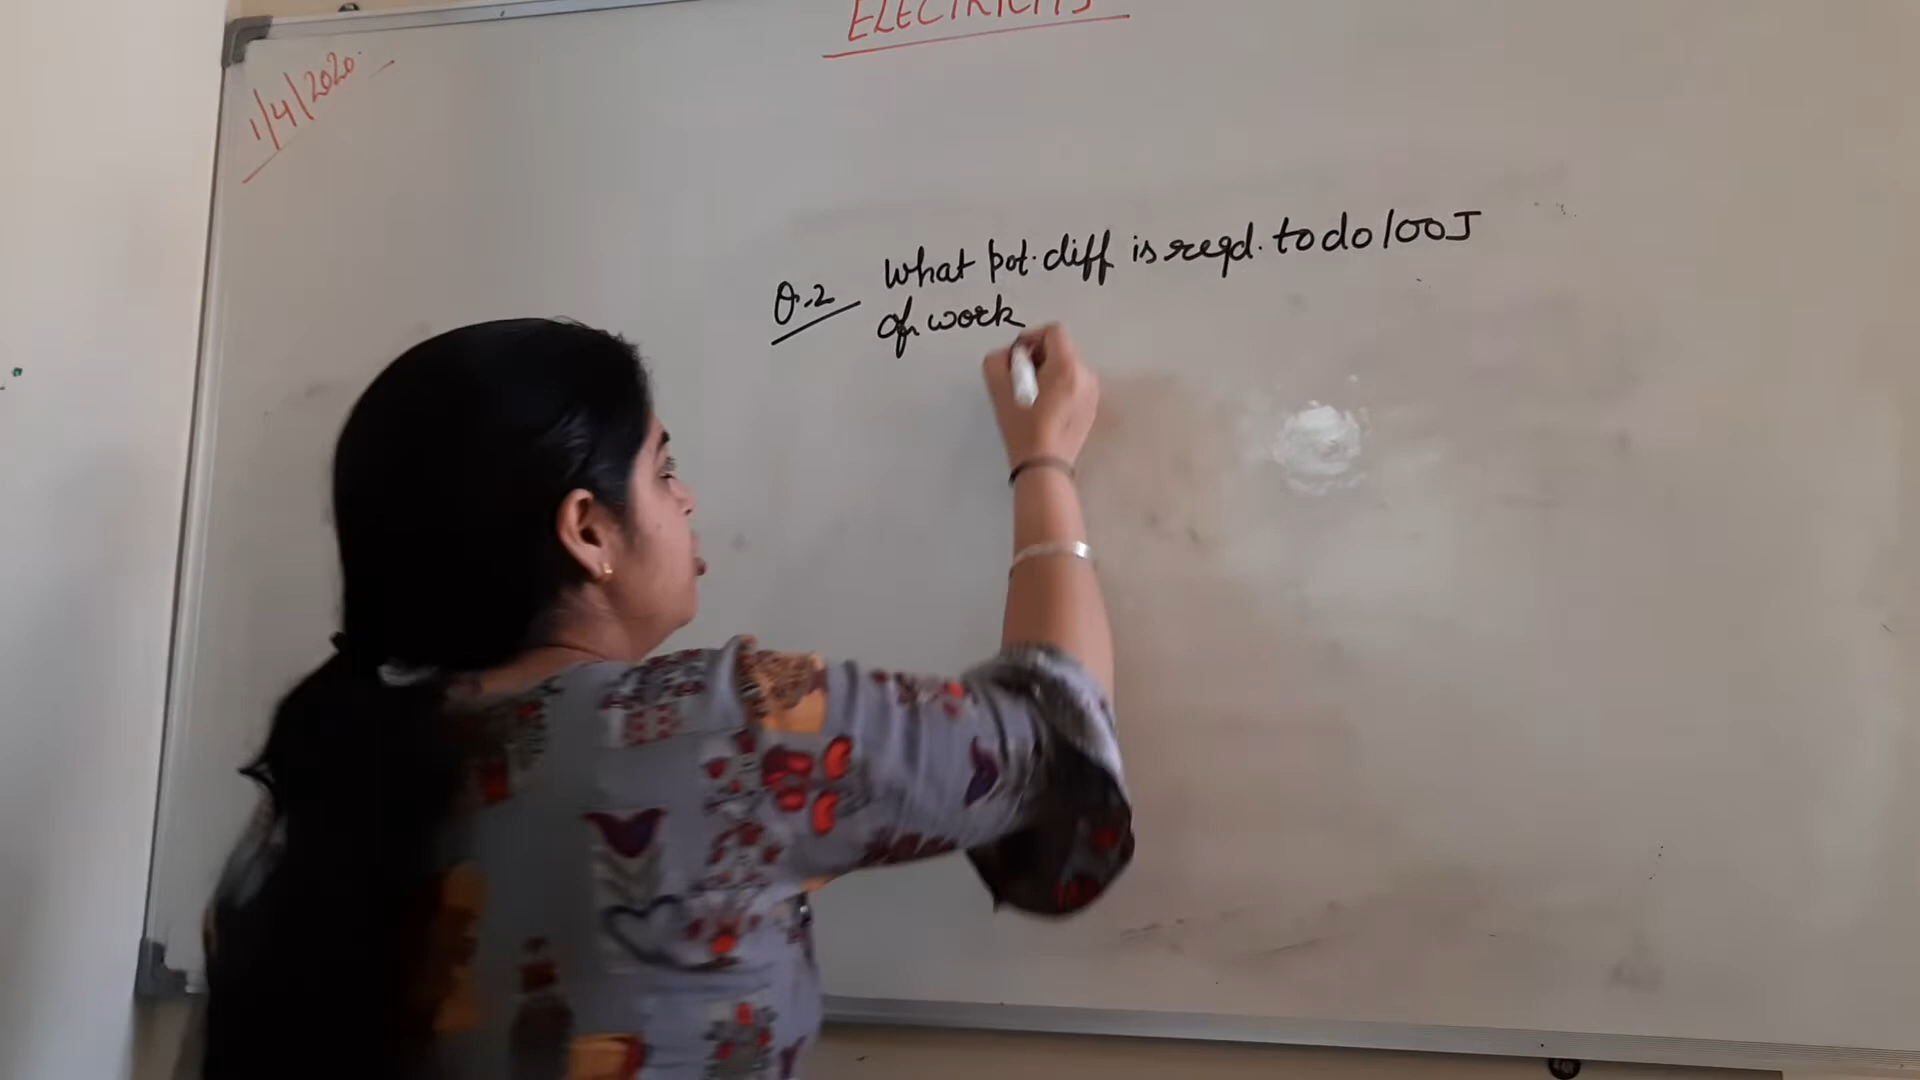 ELECTRICITY
1/4/2020
Q.2 What pot. diff is reqd. to do 100J
of work